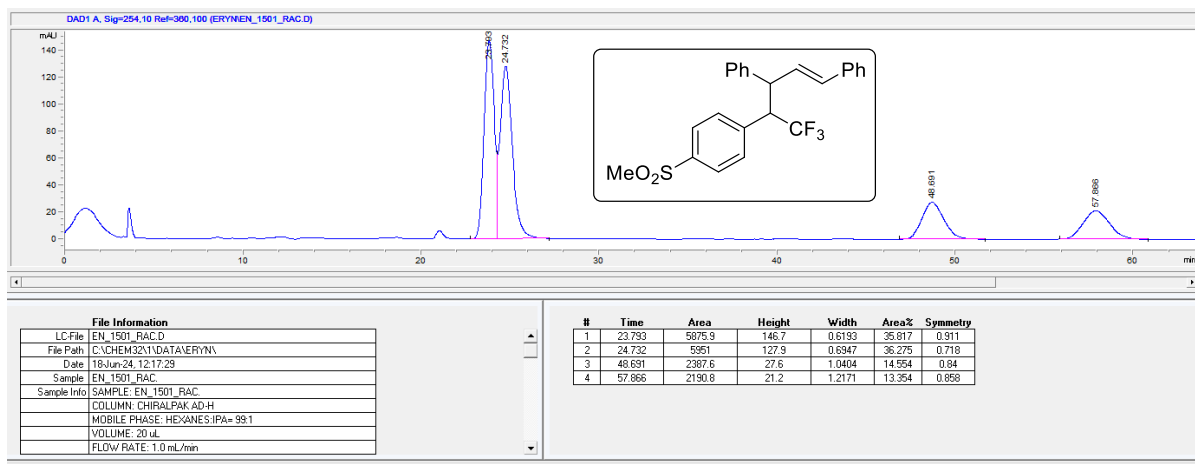 DAD1 A, Sig=254,10 Ref=360,100 (ERYN\EN_1501_RAC.D)
mAU
140
120
100
80
60
40
20
0
23.793
24.732
48.691
57.866
Ph
Ph
CF3
MeO2S
0 10 20 30 40 50 60 min
File Information
LC-File EN_1501_RAC.D
File Path C:\CHEM32\1\DATA\ERYN\
Date 18-Jun-24, 12:17:29
Sample EN_1501_RAC.
Sample Info SAMPLE: EN_1501_RAC.
COLUMN: CHIRALPAK AD-H
MOBILE PHASE: HEXANES:IPA= 99:1
VOLUME: 20 uL
FLOW RATE: 1.0 mL/min
# Time Area Height Width Area% Symmetry
1 23.793 5875.9 146.7 0.6193 35.817 0.911
2 24.732 5951 127.9 0.6947 36.275 0.718
3 48.691 2387.6 27.6 1.0404 14.554 0.84
4 57.866 2190.8 21.2 1.2171 13.354 0.858